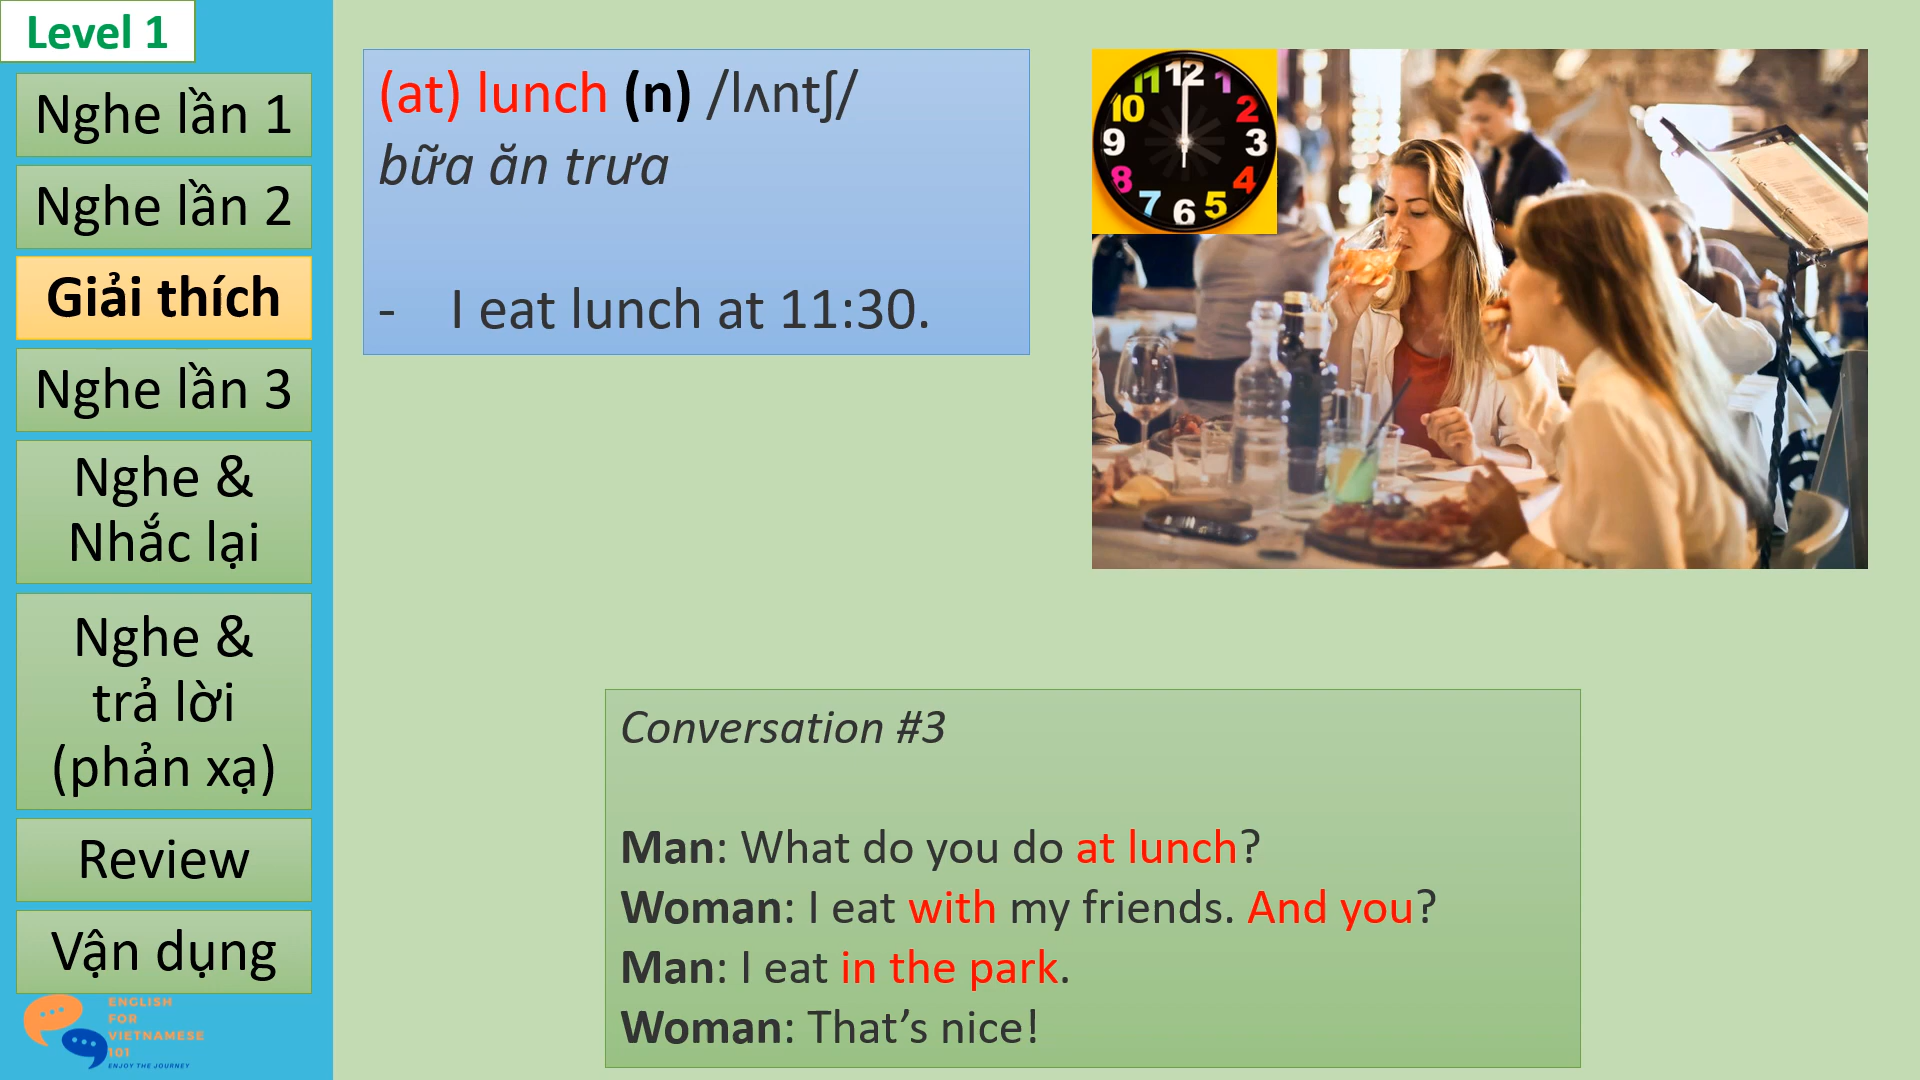 Level 1
Nghe lần 1
Nghe lần 2
Giải thích
Nghe lần 3
Nghe &
Nhắc lại
Nghe &
trả lời
(phản xạ)
Review
Vận dụng
ENGLISH
FOR
VIETNAMESE
101
ENJOY THE JOURNEY
(at) lunch (n) /lʌntʃ/
bữa ăn trưa
- I eat lunch at 11:30.
12
1
2
3
4
5
6
7
8
9
10
11
Conversation #3
Man: What do you do at lunch?
Woman: I eat with my friends. And you?
Man: I eat in the park.
Woman: That’s nice!